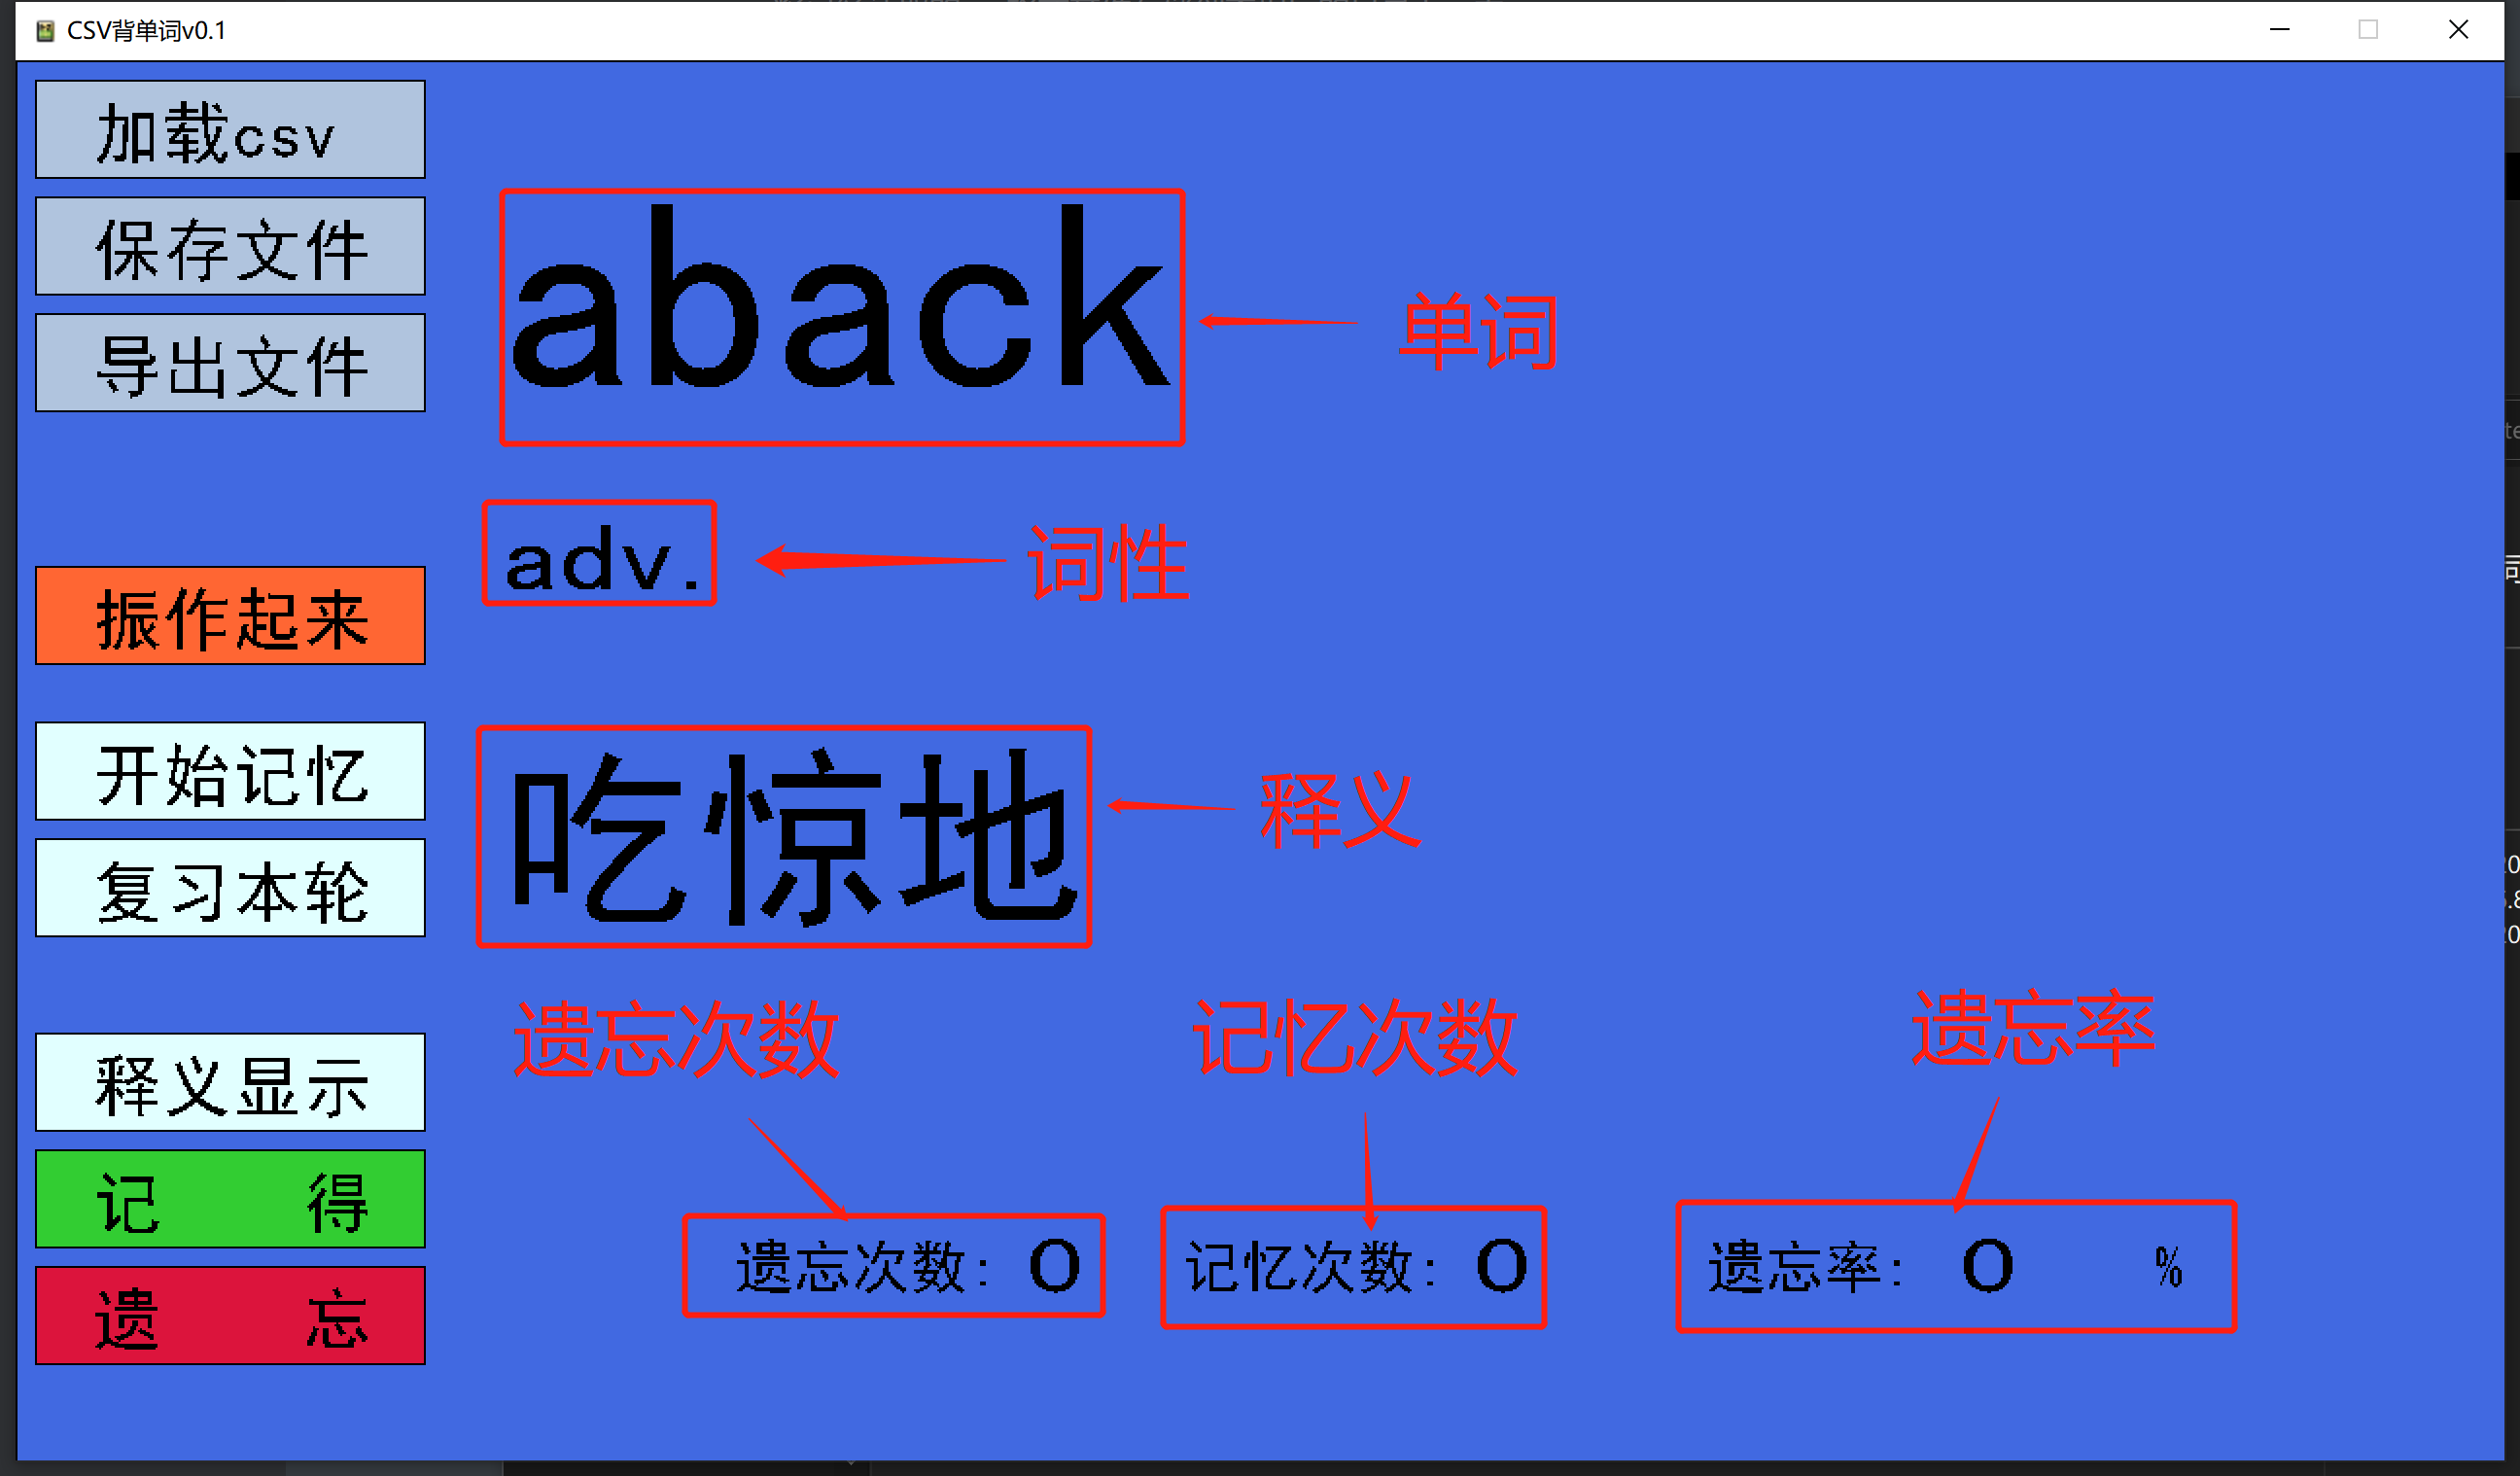 CSV背单词v0.1
加载csv
保存文件
导出文件
振作起来
开始记忆
复习本轮
释义显示
记 得
遗 忘
aback
单词
adv.
词性
吃惊地
释义
遗忘次数
记忆次数
遗忘率
遗忘次数: 0
记忆次数: 0
遗忘率: 0 %